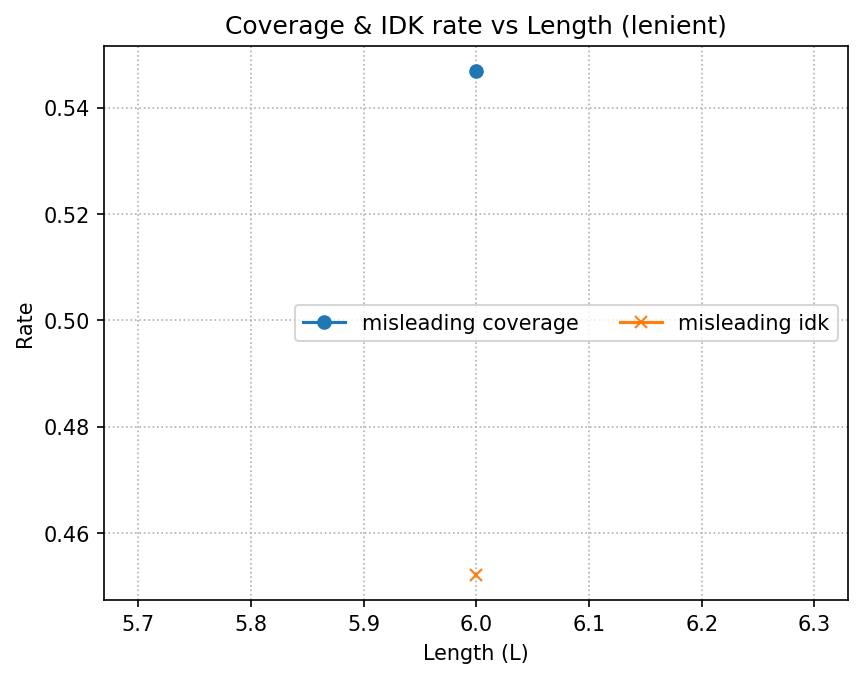 Coverage & IDK rate vs Length (lenient)
Rate
0.54
0.52
0.50
0.48
0.46
misleading coverage misleading idk
5.7 5.8 5.9 6.0 6.1 6.2 6.3
Length (L)